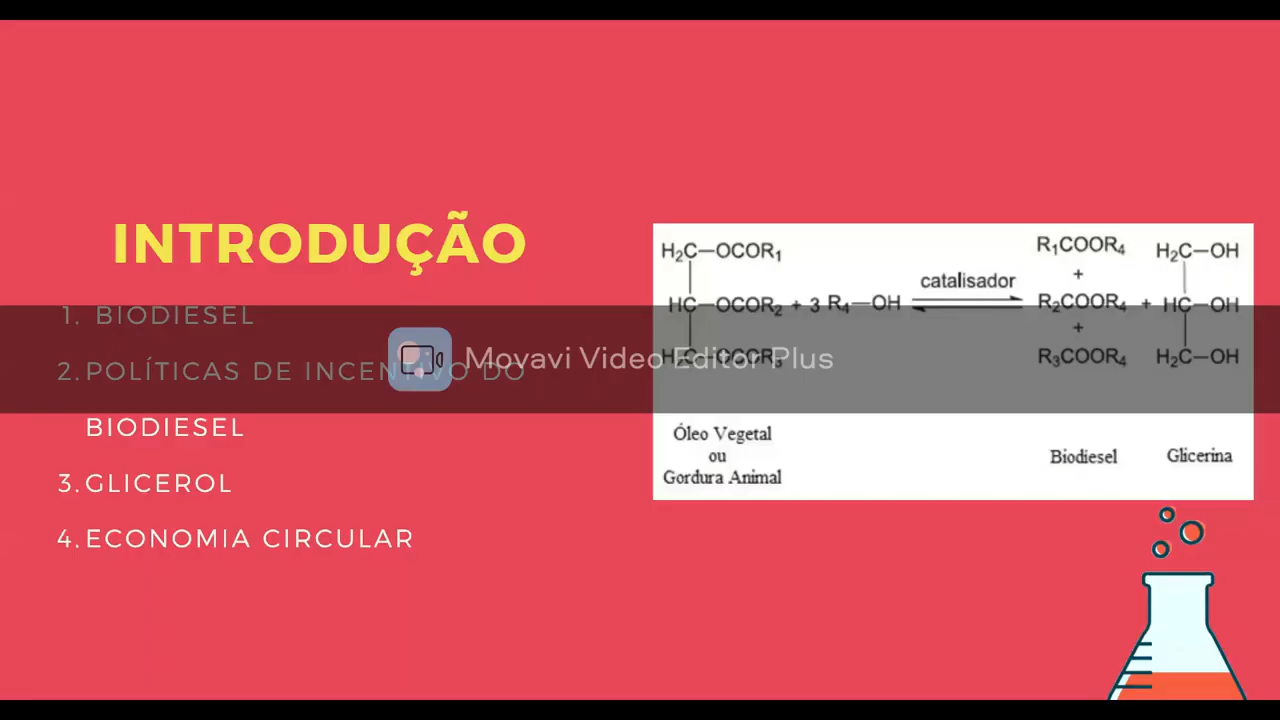 INTRODUÇÃO
1. BIODIESEL
2. POLÍTICAS DE INCENTIVO DO
BIODIESEL
3. GLICEROL
4. ECONOMIA CIRCULAR
Movavi Video Editor Plus
H₂C—OCOR₁
HC—OCOR₂ + 3 R₄—OH
H₂C—OCOR₃
catalisador
R₁COOR₄
+
R₂COOR₄ +
+
R₃COOR₄
H₂C—OH
HC—OH
H₂C—OH
Óleo Vegetal
ou
Gordura Animal
Biodiesel
Glicerina